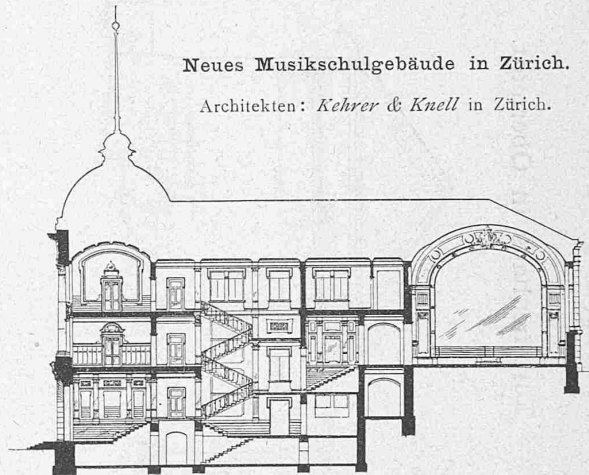 Neues Musikschulgebäude in Zürich.
Architekten: Kehrer & Knell in Zürich.